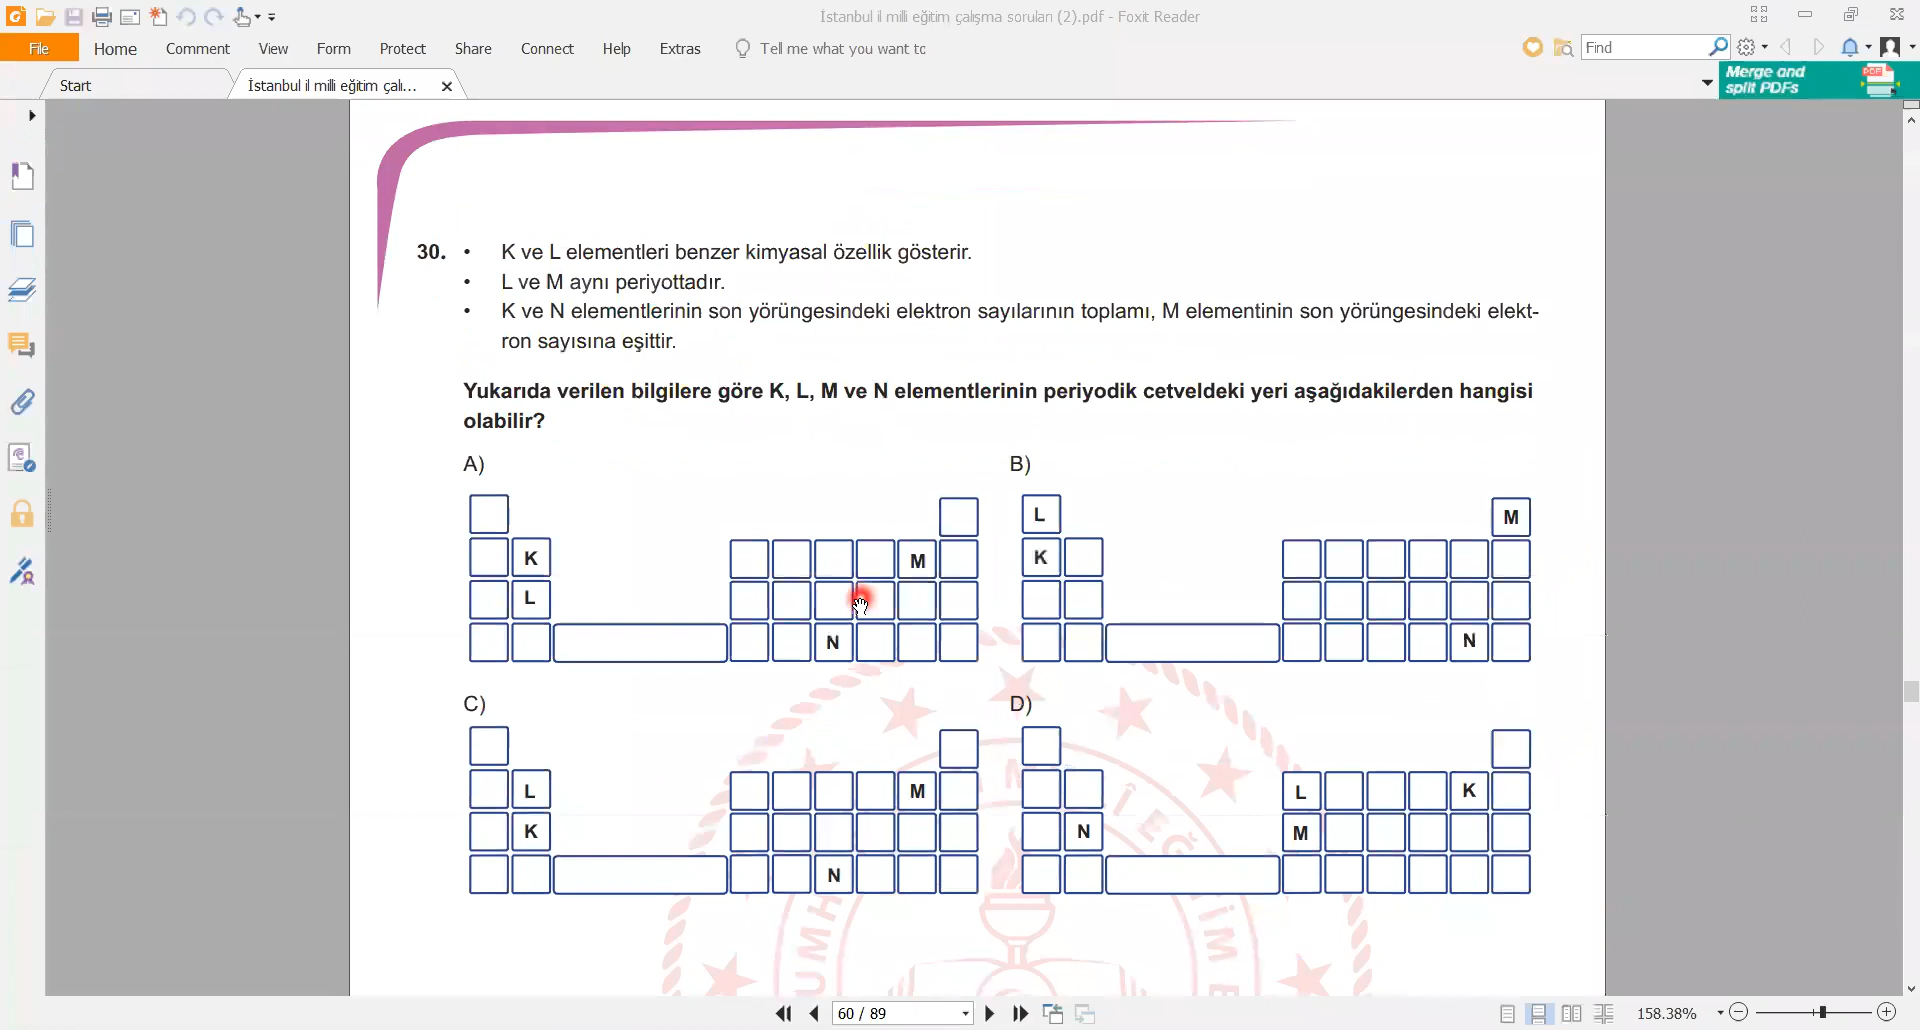 İstanbul il milli eğitim çalışma soruları (2).pdf - Foxit Reader
File Home Comment View Form Protect Share Connect Help Extras Tell me what you want to Find
Start İstanbul il milli eğitim çalı... Merge and
split PDFs
30. • K ve L elementleri benzer kimyasal özellik gösterir.
• L ve M aynı periyottadır.
• K ve N elementlerinin son yörüngesindeki elektron sayılarının toplamı, M elementinin son yörüngesindeki elekt-
ron sayısına eşittir.
Yukarıda verilen bilgilere göre K, L, M ve N elementlerinin periyodik cetveldeki yeri aşağıdakilerden hangisi
olabilir?
A)
K M
L
N
B)
L M
K
N
C)
L M
K
N
D)
L K
N M
60 / 89 158.38%